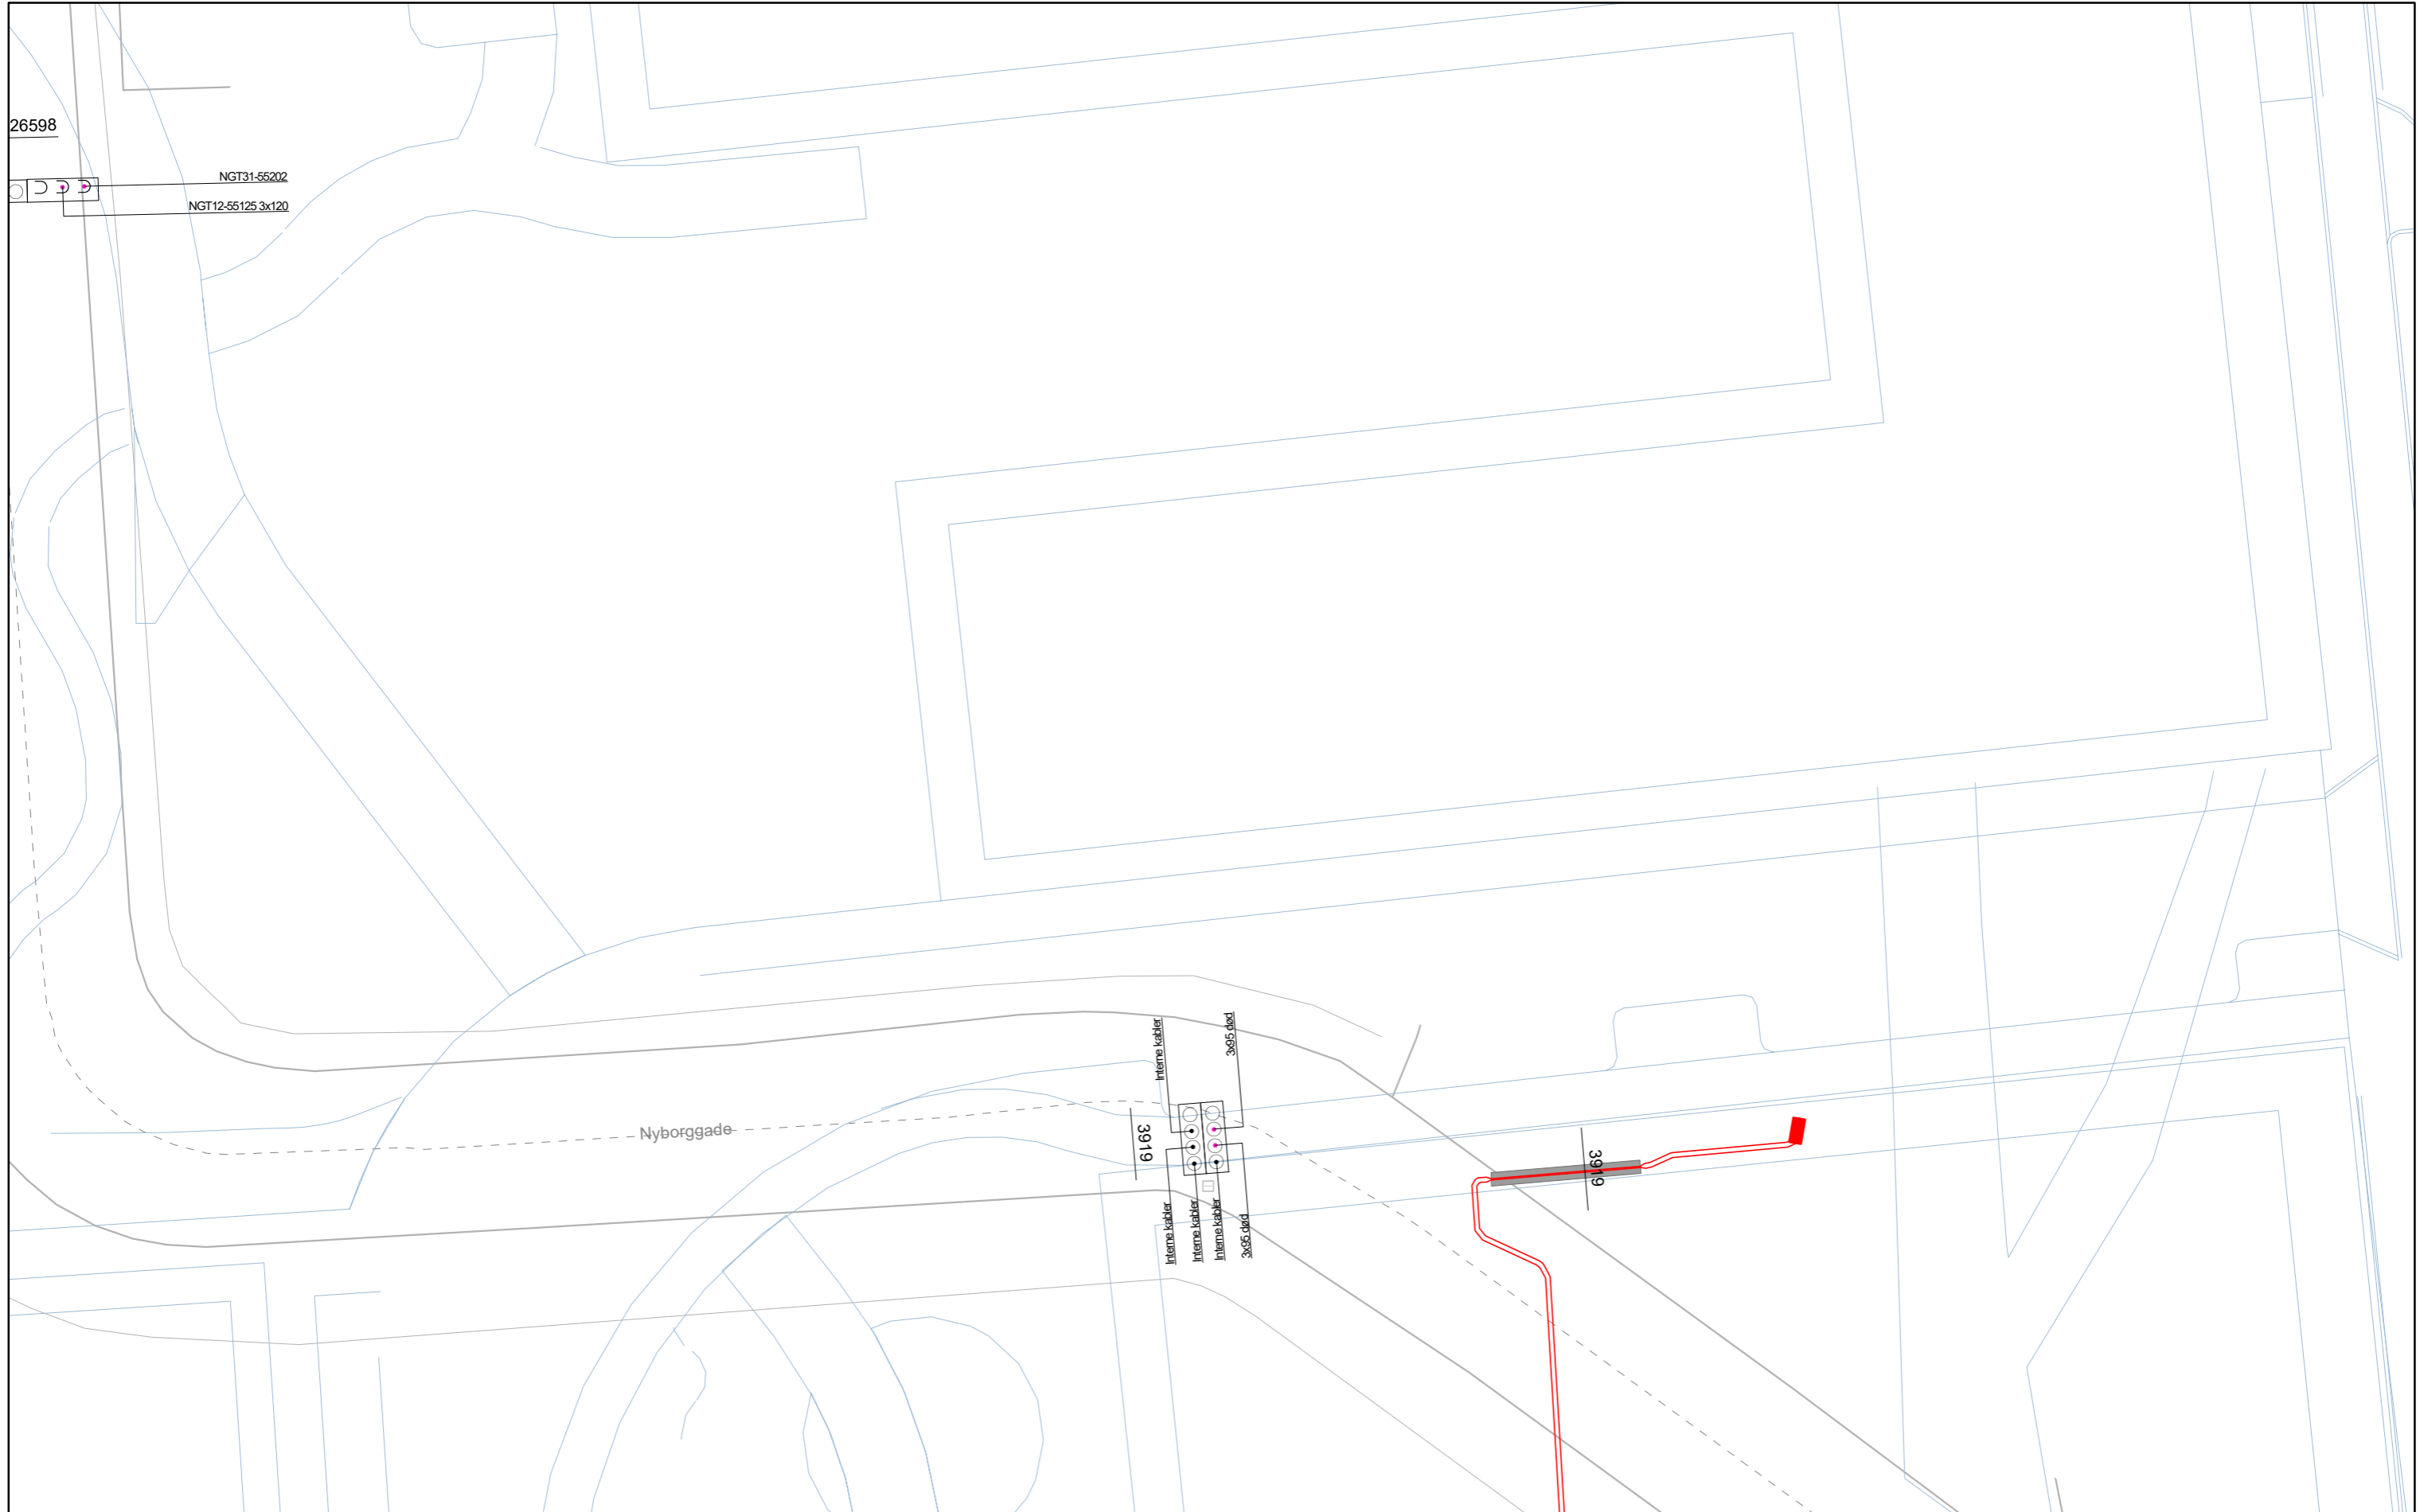 26598
NGT31-55202
NGT12-55125 3x120
Interne kabler
3x95 død
Nyborggade
3919
3919
Interne kabler
Interne kabler
Interne kabler
3x95 død